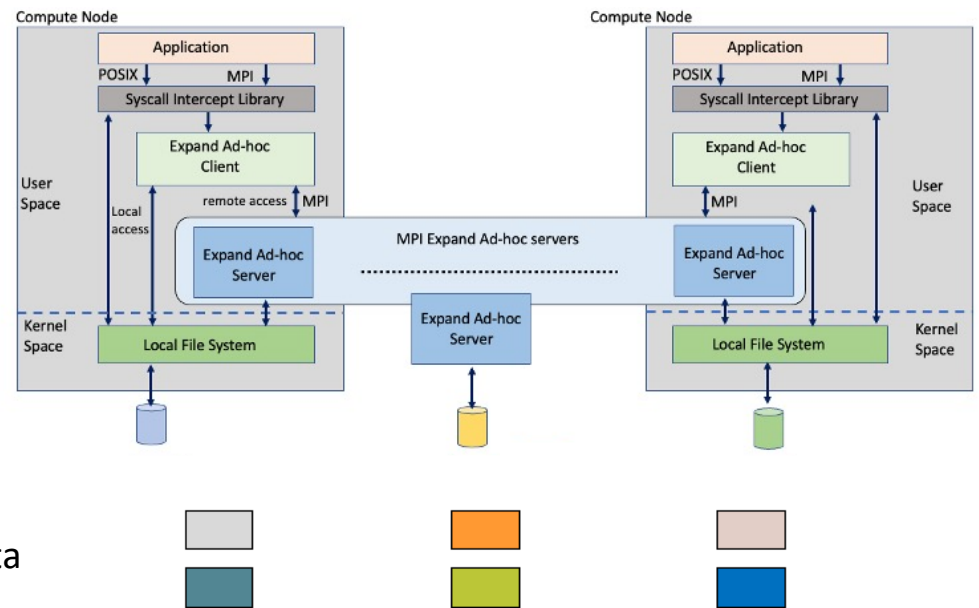 Compute Node
Compute Node
Application
POSIX
MPI
Syscall Intercept Library
Expand Ad-hoc
Client
User
Space
Local
access
remote access
MPI
Expand Ad-hoc
Server
Kernel
Space
Local File System
MPI Expand Ad-hoc servers
Expand Ad-hoc
Server
Application
POSIX
MPI
Syscall Intercept Library
Expand Ad-hoc
Client
User
Space
MPI
Expand Ad-hoc
Server
Kernel
Space
Local File System